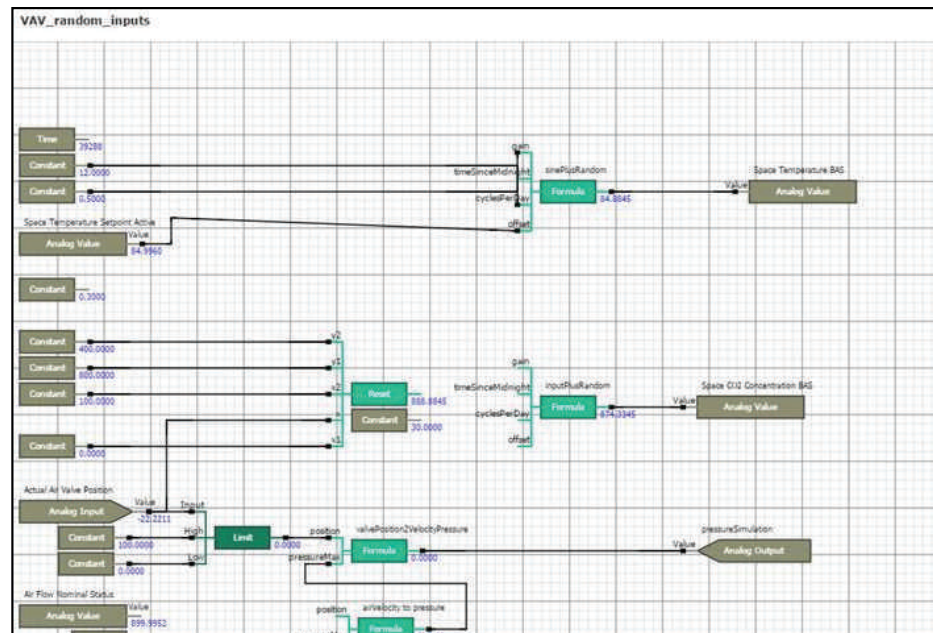 VAV_random_inputs
Time
39288
Constant
12.0000
Constant
0.5000
Space Temperature Setpoint Active
Analog Value
Value
84.9960
gain
timeSinceMidnight
cyclesPerDay
offset
sinePlusRandom
Formula
84.8845
Space Temperature BAS
Value
Analog Value
Constant
0.3000
Constant
400.0000
Constant
800.0000
Constant
100.0000
Constant
0.0000
y2
y1
x2
x
x1
Reset
888.8845
Constant
30.0000
gain
timeSinceMidnight
cyclesPerDay
offset
inputPlusRandom
Formula
874.3345
Space CO2 Concentration BAS
Value
Analog Value
Actual Air Valve Position
Analog Input
Value
-22.2211
Constant
100.0000
Constant
0.0000
Input
High
Low
Limit
0.0000
position
pressureMax
valvePosition2VelocityPressure
Formula
0.0000
pressureSimulation
Value
Analog Output
Air Flow Nominal Status
Analog Value
Value
899.9952
position
airVelocity to pressure
Formula